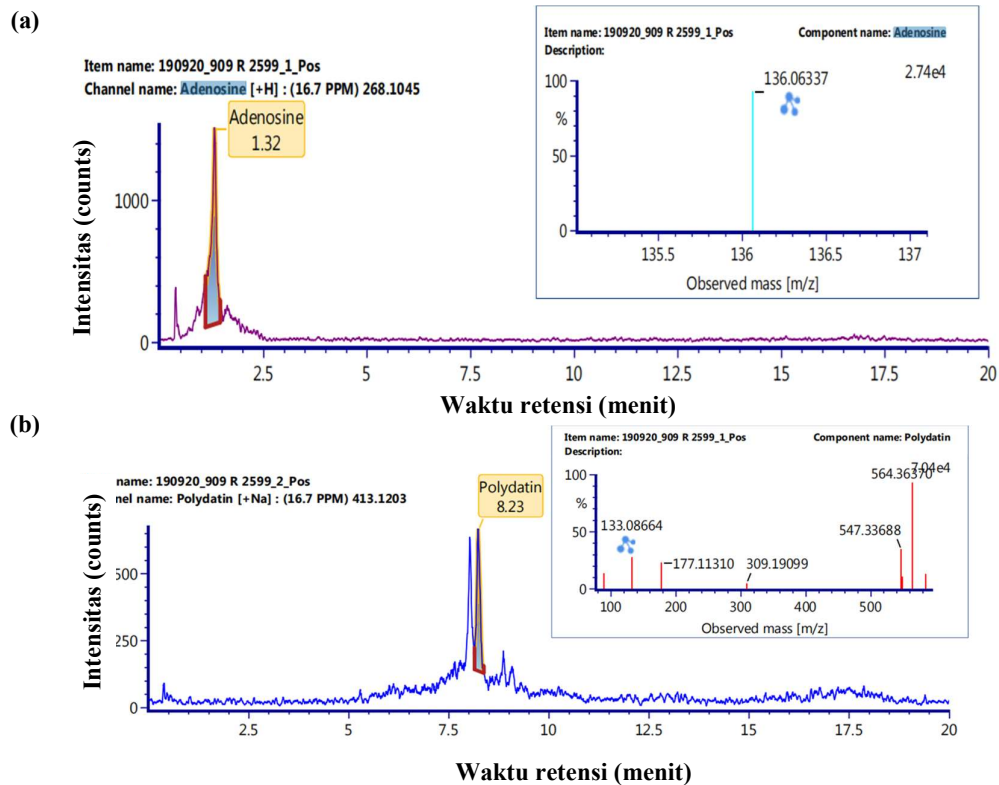 (a)
Item name: 190920_909 R 2599_1_Pos
Channel name: Adenosine [+H] : (16.7 PPM) 268.1045
Adenosine
1.32
Intensitas (counts)
1000
0
2.5
5
7.5
10
12.5
15
17.5
20
Waktu retensi (menit)
Item name: 190920_909 R 2599_1_Pos
Component name: Adenosine
Description:
2.74e4
136.06337
100
%
50
0
135.5
136
136.5
137
Observed mass [m/z]
(b)
name: 190920_909 R 2599_2_Pos
nel name: Polydatin [+Na] : (16.7 PPM) 413.1203
Polydatin
8.23
Intensitas (counts)
500
250
0
2.5
5
7.5
10
12.5
15
17.5
20
Waktu retensi (menit)
Item name: 190920_909 R 2599_1_Pos
Component name: Polydatin
Description:
7.04e4
564.36370
100
%
50
0
133.08664
177.11310
309.19099
547.33688
100
200
300
400
500
Observed mass [m/z]